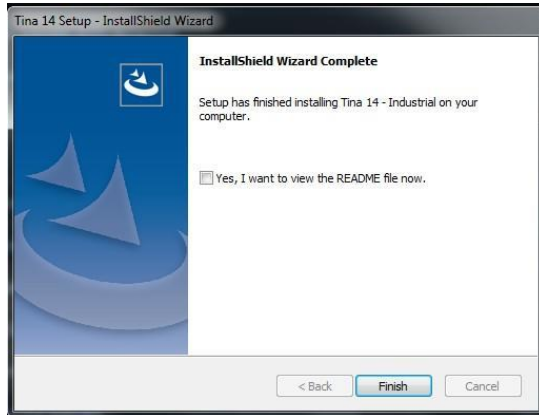 Tina 14 Setup - InstallShield Wizard
InstallShield Wizard Complete
Setup has finished installing Tina 14 - Industrial on your
computer.
Yes, I want to view the README file now.
< Back
Finish
Cancel